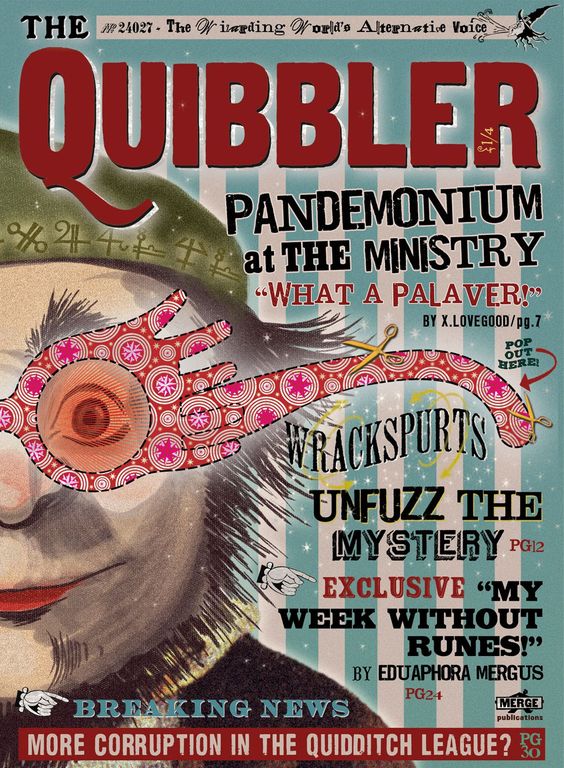 THE
Nº 24027 - The Wizarding World's Alternative Voice
QUIBBLER
£1/4
PANDEMONIUM
at THE MINISTRY
"WHAT A PALAVER!"
BY X.LOVEGOOD/pg.7
POP
OUT
HERE!
WRACKSPURTS
UNFUZZ THE
MYSTERY PG12
EXCLUSIVE "MY
WEEK WITHOUT
RUNES!"
BY EDUAPHORA MERGUS
PG24
MERGE
publications
BREAKING NEWS
MORE CORRUPTION IN THE QUIDDITCH LEAGUE? PG
30